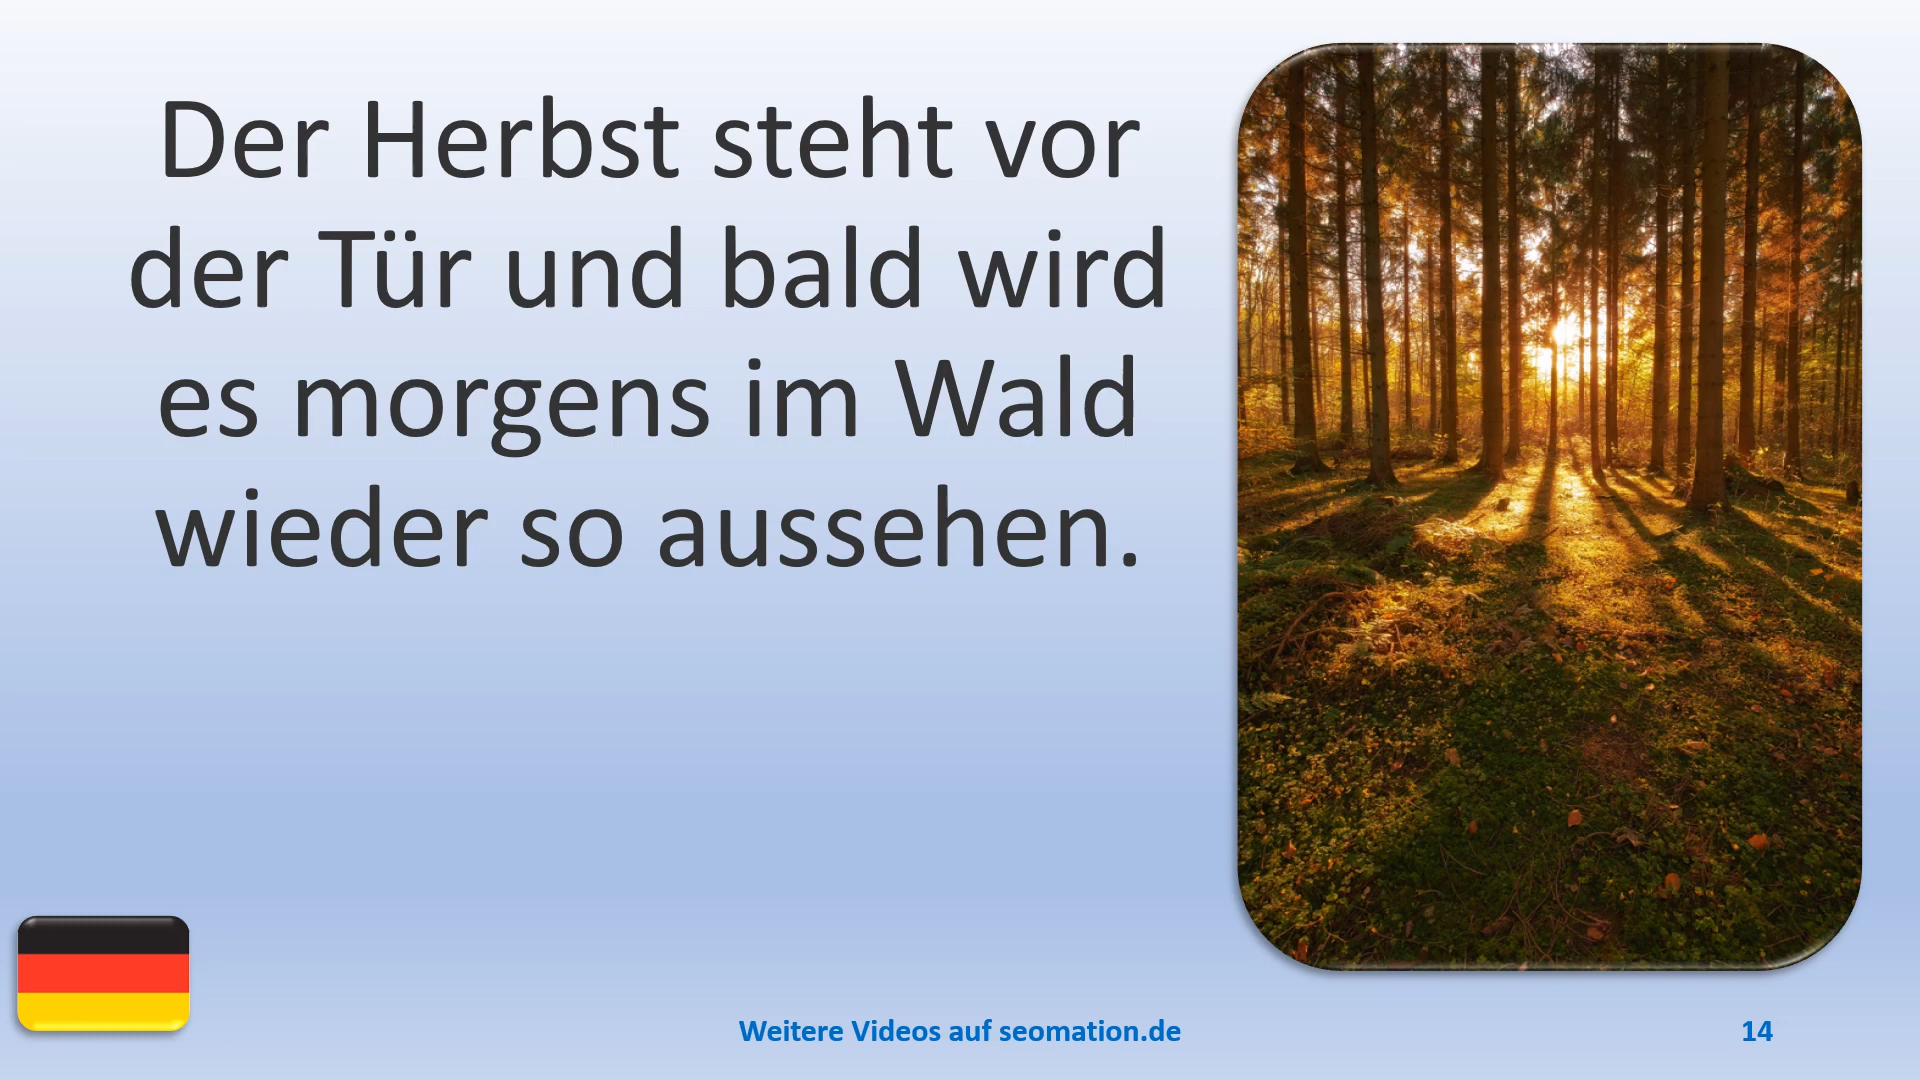 Der Herbst steht vor
der Tür und bald wird
es morgens im Wald
wieder so aussehen.
Weitere Videos auf seomation.de
14